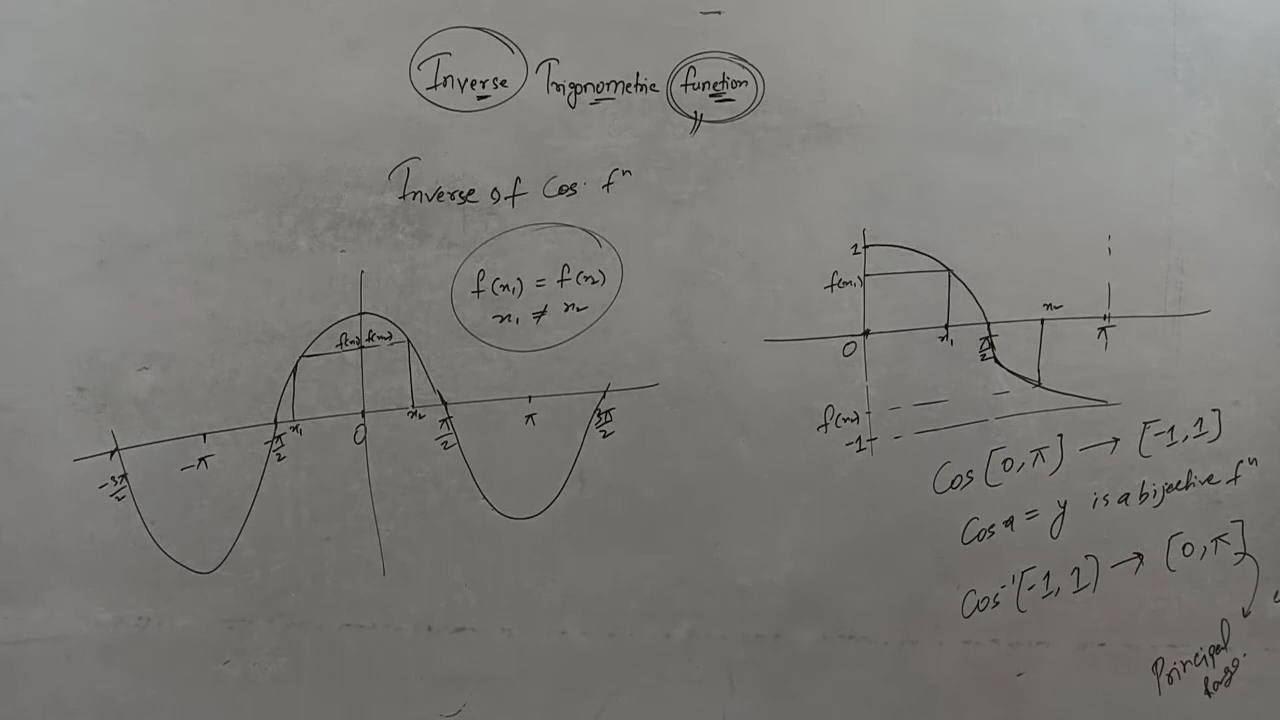 Inverse Trigonometric function
Inverse of Cos. fⁿ
f(x₁) = f(x₂)
x₁ ≠ x₂
f(x₁) f(x₂)
-3π/2 -π -π/2 x₁ 0 x₂ π/2 π 3π/2
1
f(x₁)
x₂
0 x₁ π/2 π
f(x₂)
-1
Cos [0, π] → [-1, 1]
Cos x = y is a bijective fⁿ
Cos⁻¹ [-1, 1) → [0, π]
Principal